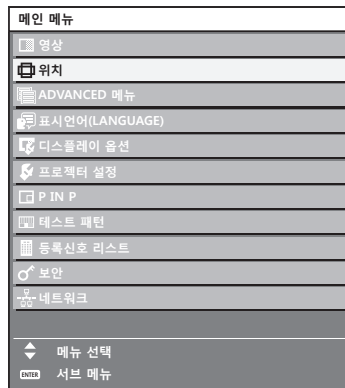 메인 메뉴
영상
위치
ADVANCED 메뉴
표시언어(LANGUAGE)
디스플레이 옵션
프로젝터 설정
P IN P
테스트 패턴
등록신호 리스트
보안
네트워크
메뉴 선택
ENTER 서브 메뉴